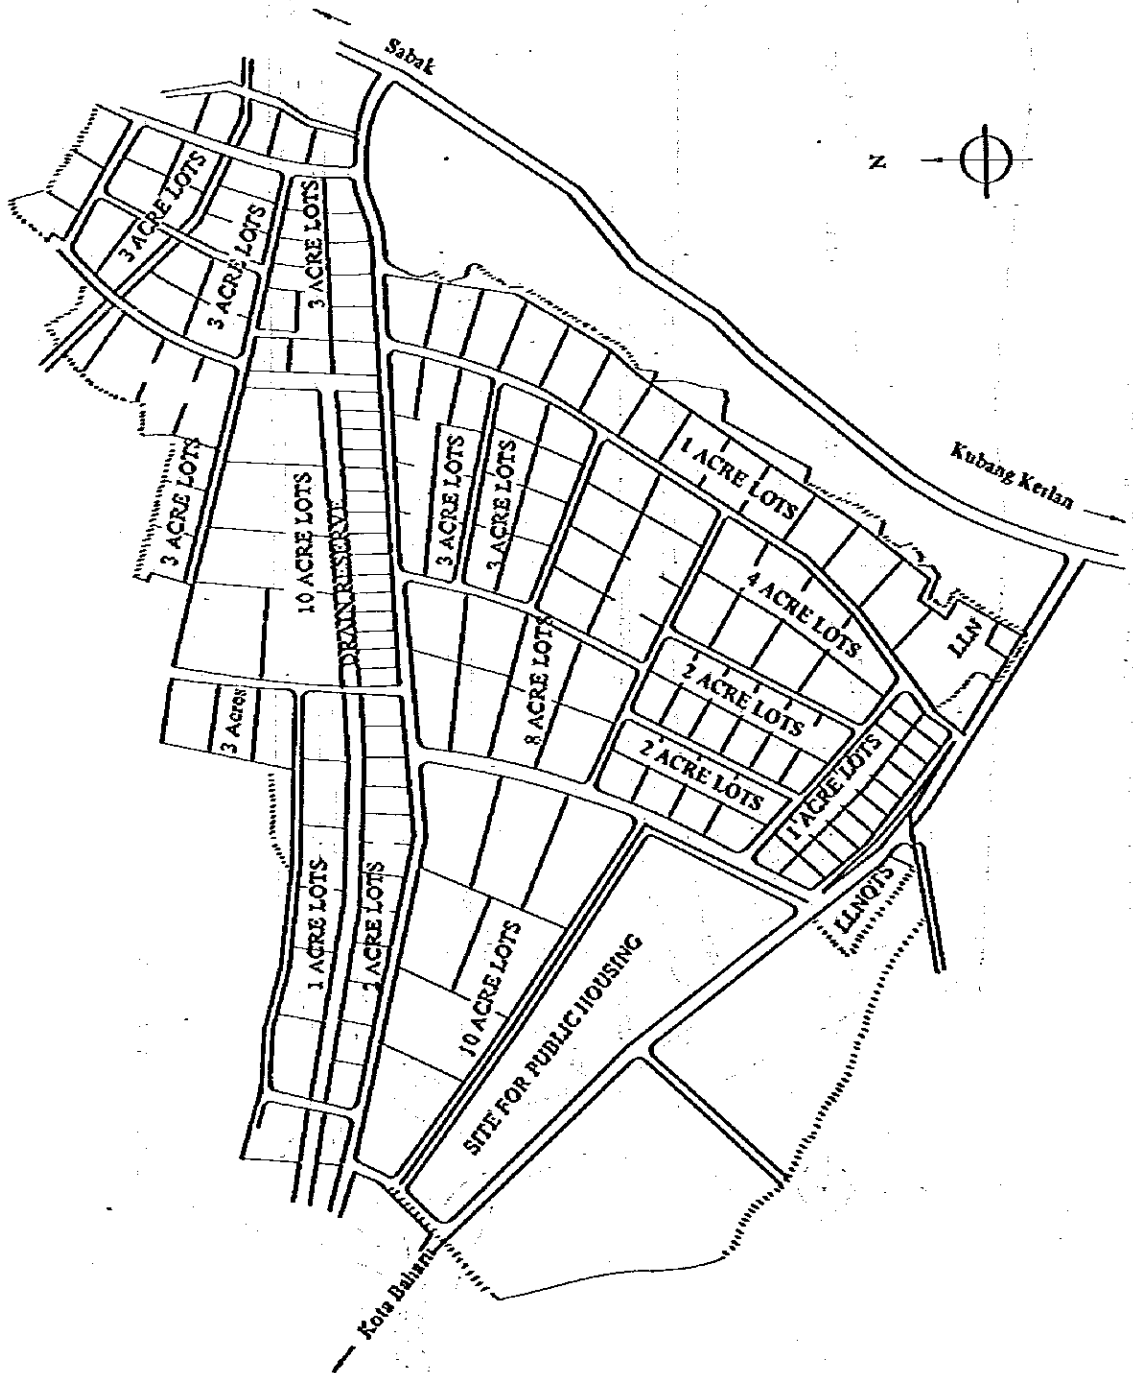 Sabak
N
3 ACRE LOTS
3 ACRE LOTS
3 ACRE LOTS
3 ACRE LOTS
10 ACRE LOTS
DRAIN RESERVE
3 ACRE LOTS
3 ACRE LOTS
1 ACRE LOTS
Kubang Kerian
4 ACRE LOTS
LLN
8 ACRE LOTS
2 ACRE LOTS
2 ACRE LOTS
1 ACRE LOTS
3 Acres
1 ACRE LOTS
ACRE LOTS
LLNQTS
10 ACRE LOTS
SITE FOR PUBLIC HOUSING
Kota